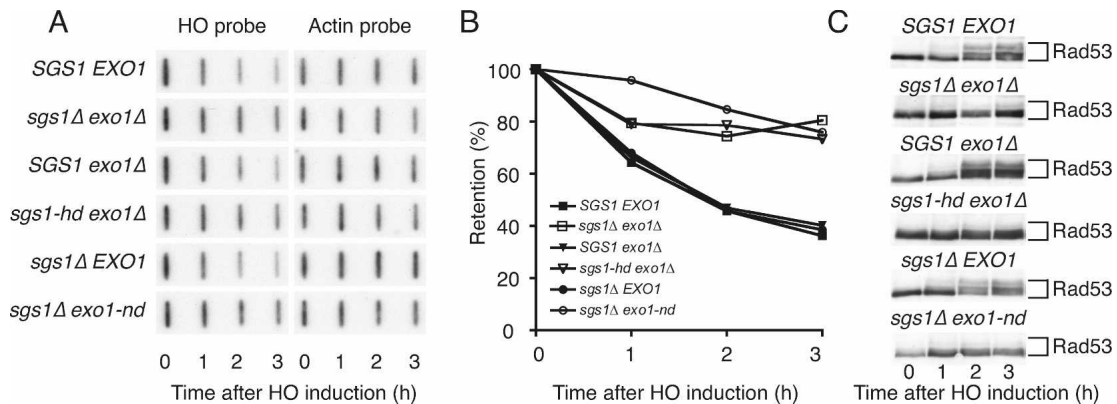 A
HO probe Actin probe
SGS1 EXO1
sgs1Δ exo1Δ
SGS1 exo1Δ
sgs1-hd exo1Δ
sgs1Δ EXO1
sgs1Δ exo1-nd
0 1 2 3 0 1 2 3
Time after HO induction (h)
B
Retention (%)
100
80
60
40
20
0
SGS1 EXO1
sgs1Δ exo1Δ
SGS1 exo1Δ
sgs1-hd exo1Δ
sgs1Δ EXO1
sgs1Δ exo1-nd
0 1 2 3
Time after HO induction (h)
C
SGS1 EXO1
Rad53
sgs1Δ exo1Δ
Rad53
SGS1 exo1Δ
Rad53
sgs1-hd exo1Δ
Rad53
sgs1Δ EXO1
Rad53
sgs1Δ exo1-nd
Rad53
0 1 2 3
Time after HO induction (h)